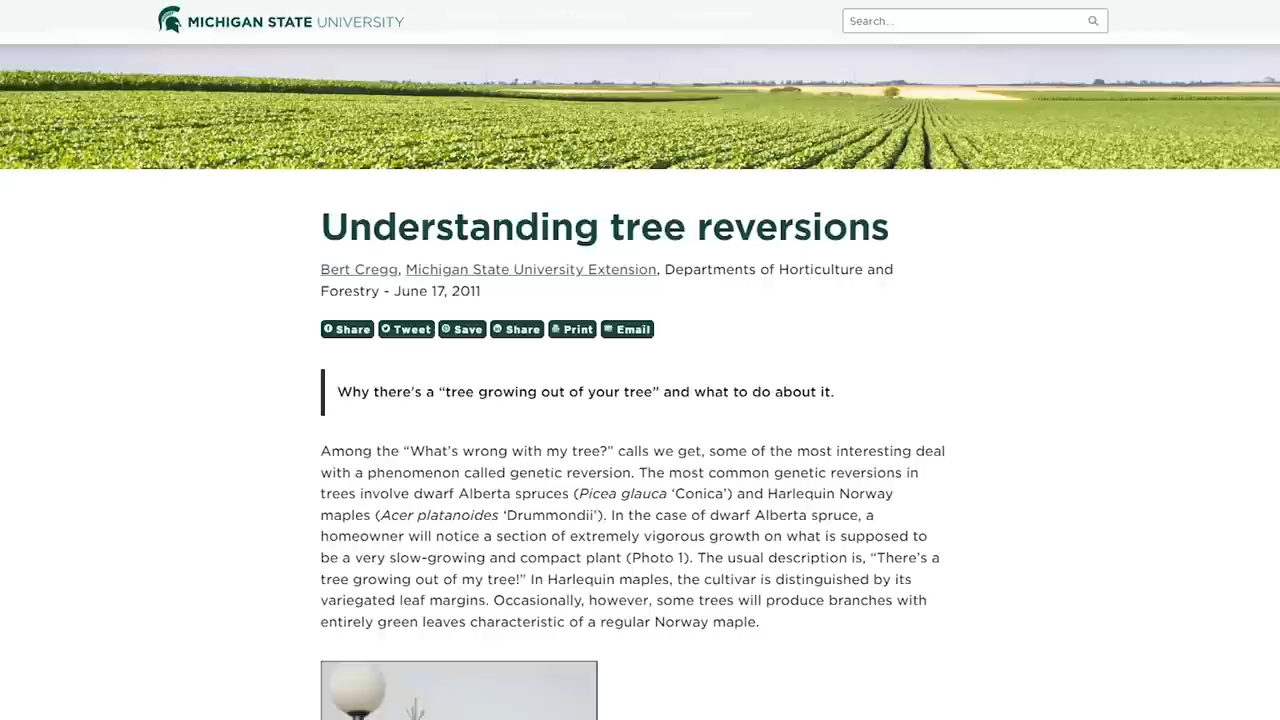 MICHIGAN STATE UNIVERSITY
Search...
Understanding tree reversions
Bert Cregg, Michigan State University Extension, Departments of Horticulture and
Forestry - June 17, 2011
Share Tweet Save Share Print Email
Why there's a “tree growing out of your tree” and what to do about it.
Among the “What's wrong with my tree?” calls we get, some of the most interesting deal
with a phenomenon called genetic reversion. The most common genetic reversions in
trees involve dwarf Alberta spruces (Picea glauca ‘Conica’) and Harlequin Norway
maples (Acer platanoides ‘Drummondii’). In the case of dwarf Alberta spruce, a
homeowner will notice a section of extremely vigorous growth on what is supposed to
be a very slow-growing and compact plant (Photo 1). The usual description is, “There's a
tree growing out of my tree!” In Harlequin maples, the cultivar is distinguished by its
variegated leaf margins. Occasionally, however, some trees will produce branches with
entirely green leaves characteristic of a regular Norway maple.